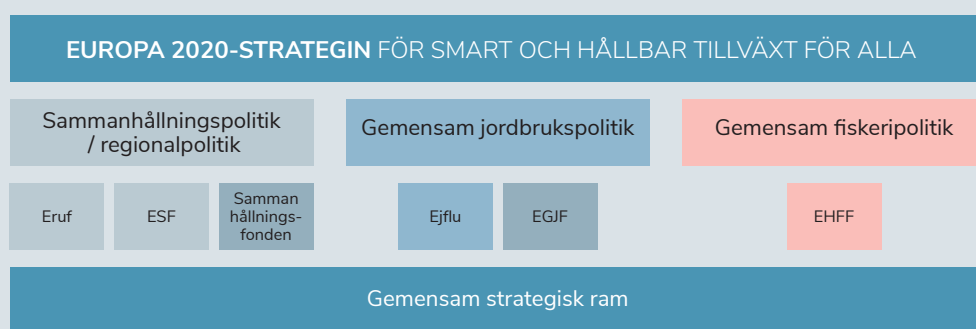 EUROPA 2020-STRATEGIN FÖR SMART OCH HÅLLBAR TILLVÄXT FÖR ALLA
Sammanhållningspolitik
/ regionalpolitik
Gemensam jordbrukspolitik
Gemensam fiskeripolitik
Eruf
ESF
Samman
hållnings-
fonden
Ejflu
EGJF
EHFF
Gemensam strategisk ram